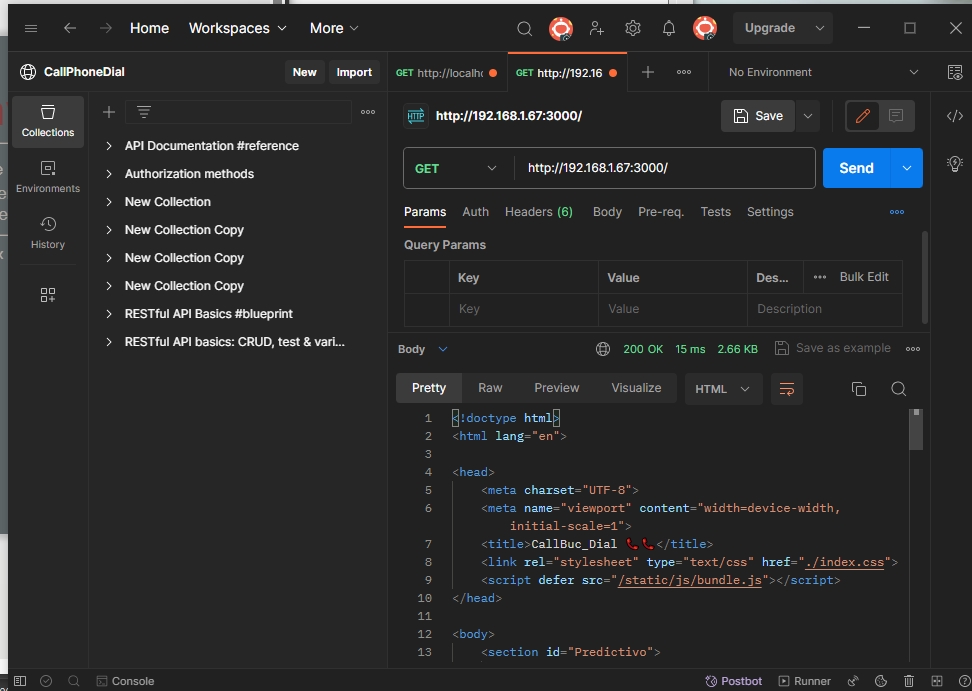 Home Workspaces More Upgrade
CallPhoneDial New Import GET http://localh GET http://192.16 No Environment
Collections
Environments
History
API Documentation #reference
Authorization methods
New Collection
New Collection Copy
New Collection Copy
New Collection Copy
RESTful API Basics #blueprint
RESTful API basics: CRUD, test & vari...
HTTP http://192.168.1.67:3000/ Save
GET http://192.168.1.67:3000/ Send
Params Auth Headers (6) Body Pre-req. Tests Settings
Query Params
Key Value Des... Bulk Edit
Key Value Description
Body 200 OK 15 ms 2.66 KB Save as example
Pretty Raw Preview Visualize HTML
1 <!doctype html>
2 <html lang="en">
3
4 <head>
5 <meta charset="UTF-8">
6 <meta name="viewport" content="width=device-width,
initial-scale=1">
7 <title>CallBuc_Dial 📞📞</title>
8 <link rel="stylesheet" type="text/css" href="./index.css">
9 <script defer src="/static/js/bundle.js"></script>
10 </head>
11
12 <body>
13 <section id="Predictivo">
Console Postbot Runner